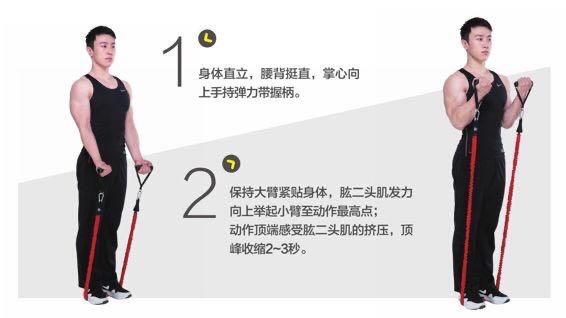 1
身体直立，腰背挺直，掌心向
上手持弹力带握柄。
2
保持大臂紧贴身体，肱二头肌发力
向上举起小臂至动作最高点；
动作顶端感受肱二头肌的挤压，顶
峰收缩2~3秒。